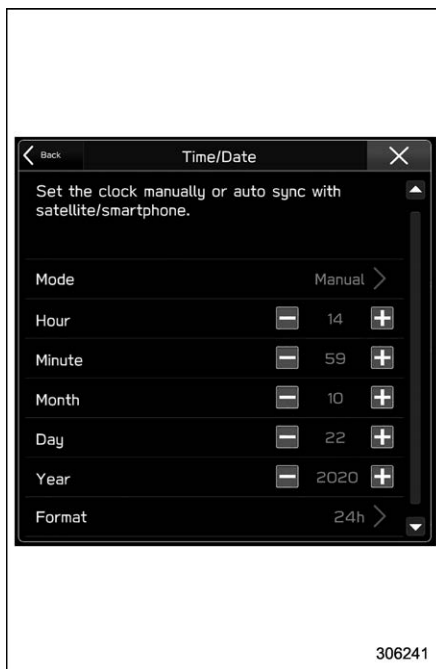 Back Time/Date
Set the clock manually or auto sync with
satellite/smartphone.
Mode Manual
Hour 14
Minute 59
Month 10
Day 22
Year 2020
Format 24h
306241